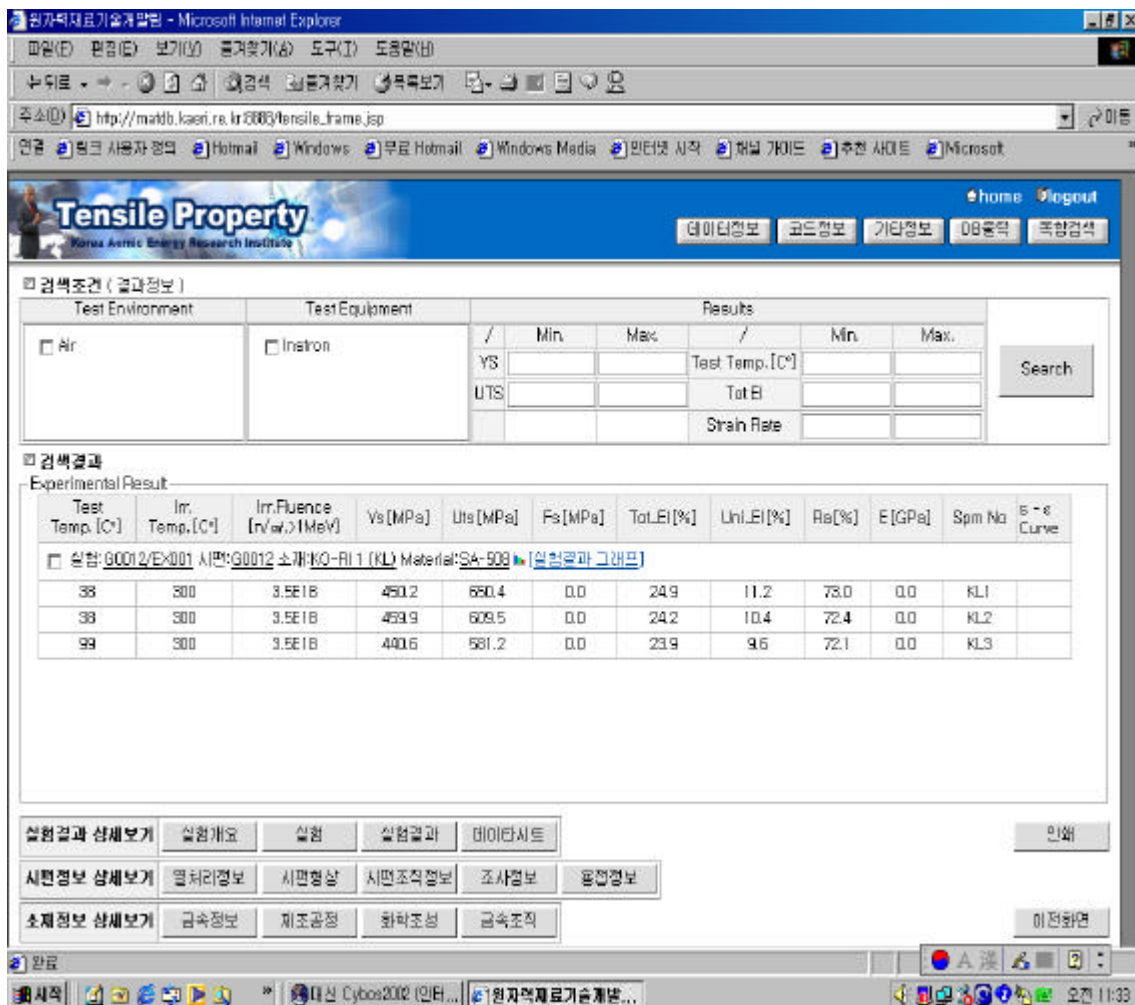 원자력재료기술개발팀 - Microsoft Internet Explorer
파일(F) 편집(E) 보기(V) 즐겨찾기(A) 도구(T) 도움말(H)
뒤로 검색 즐겨찾기 목록보기
주소(D) http://matdb.kaeri.re.kr:8888/tensile_frame.jsp 이동
연결 링크 사용자 정의 Hotmail Windows 무료 Hotmail Windows Media 인터넷 시작 채널 가이드 추천 사이트 Microsoft
home logout
Tensile Property
Korea Aomic Energy Research Institute
데이터정보 코드정보 기타정보 DB출력 복합검색
검색조건 ( 결과정보 )
Test Environment Test Equipment Results
/ Min. Max. / Min. Max.
Air Instron
YS Test Temp.[C°] Search
UTS Tot El
Strain Rate
검색결과
Experimental Result
Test Temp. [C°] Irr. Temp.[C°] Irr.Fluence [n/㎠,>1MeV] Ys[MPa] Uts[MPa] Fs[MPa] Tot_El[%] Uni_El[%] Ra[%] E[GPa] Spm No s - e Curve
실험: G0012/EX001 시편:G0012 소재:KO-RI 1 (KL) Material:SA-508 [실험결과 그래프]
38 300 3.5E18 450.2 650.4 0.0 24.9 11.2 73.0 0.0 KL1
38 300 3.5E18 459.9 609.5 0.0 24.2 10.4 72.4 0.0 KL2
99 300 3.5E18 440.6 581.2 0.0 23.9 9.6 72.1 0.0 KL3
실험결과 상세보기 실험개요 실험 실험결과 데이타시트 인쇄
시편정보 상세보기 열처리정보 시편형상 시편조직정보 조사정보 용접정보
소재정보 상세보기 금속정보 제조공정 화학조성 금속조직 이전화면
완료 A 漢
시작 대신 Cybos2002 (인터... 원자력재료기술개발... 오전 11:33